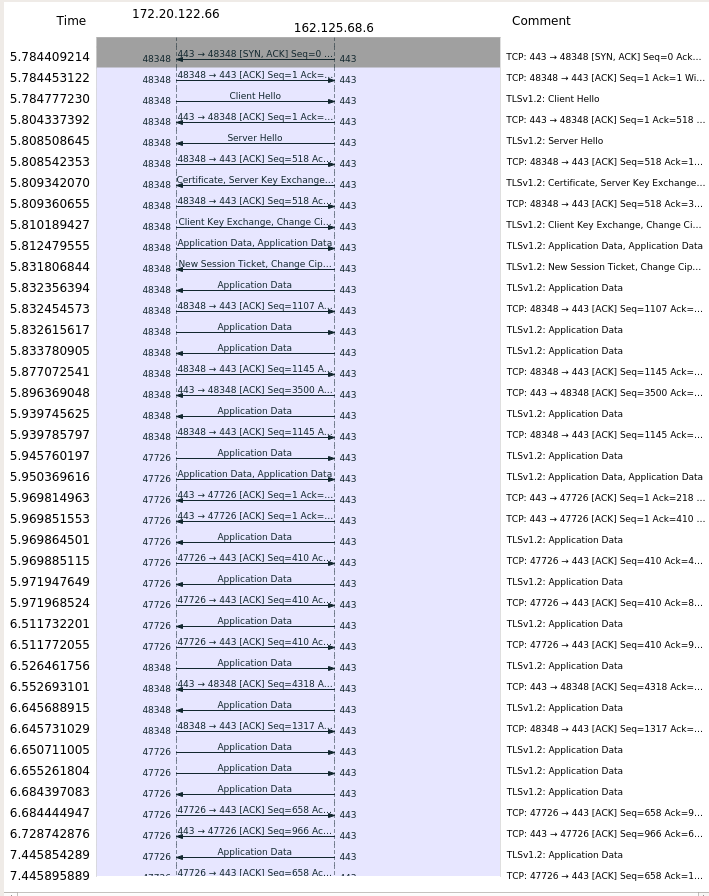 172.20.122.66
Time 162.125.68.6 Comment
5.784409214 48348 443 → 48348 [SYN, ACK] Seq=0 ... 443 TCP: 443 → 48348 [SYN, ACK] Seq=0 Ack...
5.784453122 48348 48348 → 443 [ACK] Seq=1 Ack=... 443 TCP: 48348 → 443 [ACK] Seq=1 Ack=1 Wi...
5.784777230 48348 Client Hello 443 TLSv1.2: Client Hello
5.804337392 48348 443 → 48348 [ACK] Seq=1 Ack=... 443 TCP: 443 → 48348 [ACK] Seq=1 Ack=518 ...
5.808508645 48348 Server Hello 443 TLSv1.2: Server Hello
5.808542353 48348 48348 → 443 [ACK] Seq=518 Ac... 443 TCP: 48348 → 443 [ACK] Seq=518 Ack=1...
5.809342070 48348 Certificate, Server Key Exchange... 443 TLSv1.2: Certificate, Server Key Exchange...
5.809360655 48348 48348 → 443 [ACK] Seq=518 Ac... 443 TCP: 48348 → 443 [ACK] Seq=518 Ack=3...
5.810189427 48348 Client Key Exchange, Change Ci... 443 TLSv1.2: Client Key Exchange, Change Ci...
5.812479555 48348 Application Data, Application Data 443 TLSv1.2: Application Data, Application Data
5.831806844 48348 New Session Ticket, Change Cip... 443 TLSv1.2: New Session Ticket, Change Cip...
5.832356394 48348 Application Data 443 TLSv1.2: Application Data
5.832454573 48348 48348 → 443 [ACK] Seq=1107 A... 443 TCP: 48348 → 443 [ACK] Seq=1107 Ack=...
5.832615617 48348 Application Data 443 TLSv1.2: Application Data
5.833780905 48348 Application Data 443 TLSv1.2: Application Data
5.877072541 48348 48348 → 443 [ACK] Seq=1145 A... 443 TCP: 48348 → 443 [ACK] Seq=1145 Ack=...
5.896369048 48348 443 → 48348 [ACK] Seq=3500 A... 443 TCP: 443 → 48348 [ACK] Seq=3500 Ack=...
5.939745625 48348 Application Data 443 TLSv1.2: Application Data
5.939785797 48348 48348 → 443 [ACK] Seq=1145 A... 443 TCP: 48348 → 443 [ACK] Seq=1145 Ack=...
5.945760197 47726 Application Data 443 TLSv1.2: Application Data
5.950369616 47726 Application Data, Application Data 443 TLSv1.2: Application Data, Application Data
5.969814963 47726 443 → 47726 [ACK] Seq=1 Ack=... 443 TCP: 443 → 47726 [ACK] Seq=1 Ack=218 ...
5.969851553 47726 443 → 47726 [ACK] Seq=1 Ack=... 443 TCP: 443 → 47726 [ACK] Seq=1 Ack=410 ...
5.969864501 47726 Application Data 443 TLSv1.2: Application Data
5.969885115 47726 47726 → 443 [ACK] Seq=410 Ac... 443 TCP: 47726 → 443 [ACK] Seq=410 Ack=4...
5.971947649 47726 Application Data 443 TLSv1.2: Application Data
5.971968524 47726 47726 → 443 [ACK] Seq=410 Ac... 443 TCP: 47726 → 443 [ACK] Seq=410 Ack=8...
6.511732201 47726 Application Data 443 TLSv1.2: Application Data
6.511772055 47726 47726 → 443 [ACK] Seq=410 Ac... 443 TCP: 47726 → 443 [ACK] Seq=410 Ack=9...
6.526461756 48348 Application Data 443 TLSv1.2: Application Data
6.552693101 48348 443 → 48348 [ACK] Seq=4318 A... 443 TCP: 443 → 48348 [ACK] Seq=4318 Ack=...
6.645688915 48348 Application Data 443 TLSv1.2: Application Data
6.645731029 48348 48348 → 443 [ACK] Seq=1317 A... 443 TCP: 48348 → 443 [ACK] Seq=1317 Ack=...
6.650711005 47726 Application Data 443 TLSv1.2: Application Data
6.655261804 47726 Application Data 443 TLSv1.2: Application Data
6.684397083 47726 Application Data 443 TLSv1.2: Application Data
6.684444947 47726 47726 → 443 [ACK] Seq=658 Ac... 443 TCP: 47726 → 443 [ACK] Seq=658 Ack=9...
6.728742876 47726 443 → 47726 [ACK] Seq=966 Ac... 443 TCP: 443 → 47726 [ACK] Seq=966 Ack=6...
7.445854289 47726 Application Data 443 TLSv1.2: Application Data
7.445895889 47726 47726 → 443 [ACK] Seq=658 Ac... 443 TCP: 47726 → 443 [ACK] Seq=658 Ack=1...